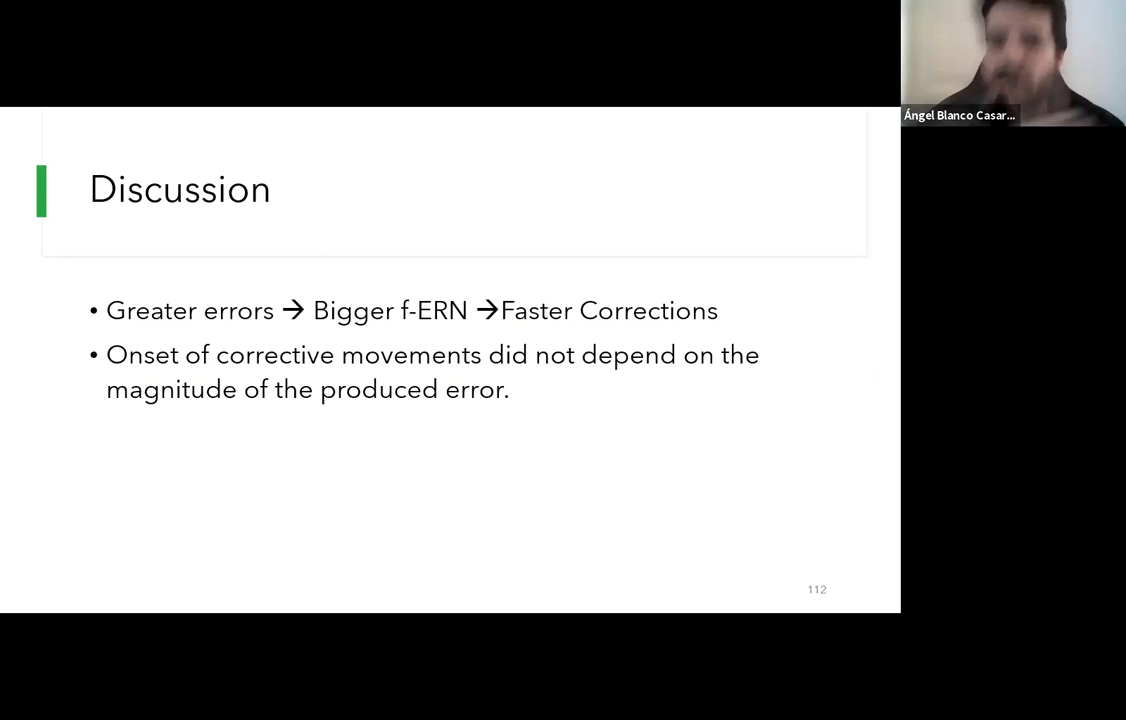 Ángel Blanco Casar...
Discussion
• Greater errors → Bigger f-ERN →Faster Corrections
• Onset of corrective movements did not depend on the
magnitude of the produced error.
112